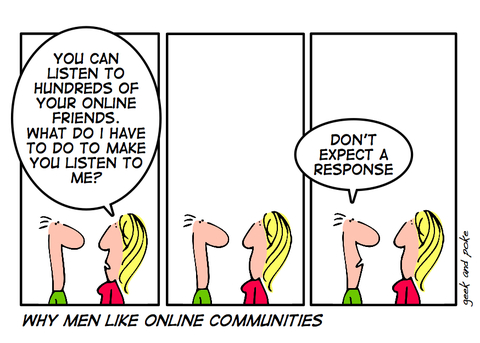 YOU CAN
LISTEN TO
HUNDREDS OF
YOUR ONLINE
FRIENDS.
WHAT DO I HAVE
TO DO TO MAKE
YOU LISTEN TO
ME?
DON'T
EXPECT A
RESPONSE
geek and poke
WHY MEN LIKE ONLINE COMMUNITIES